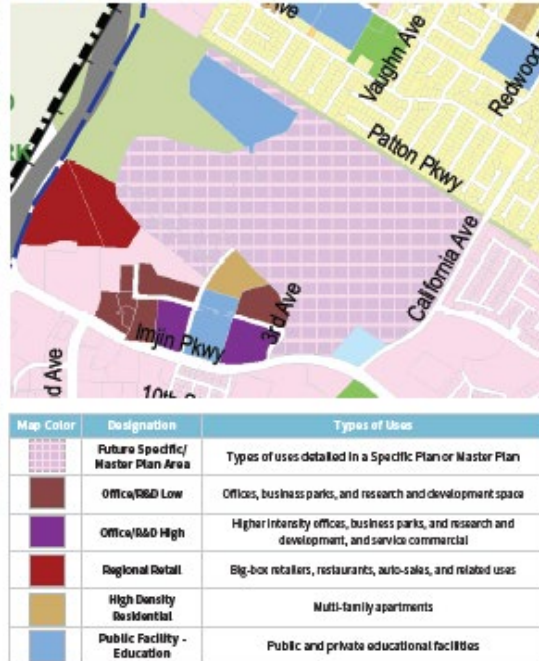 Ave
Vaughn Ave
Redwood
Patton Pkwy
California Ave
3rd Ave
Imjin Pkwy
d Ave
10th
Map Color Designation Types of Uses
Future Specific/
Master Plan Area
Types of uses detailed in a Specific Plan or Master Plan
Office/R&D Low
Offices, business parks, and research and development space
Office/R&D High
Higher intensity offices, business parks, and research and
development, and service commercial
Regional Retail
Big-box retailers, restaurants, auto-sales, and related uses
High Density
Residential
Multi-family apartments
Public Facility -
Education
Public and private educational facilities